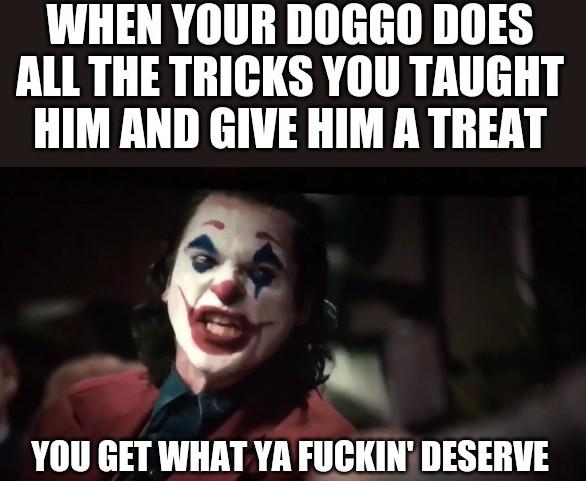 WHEN YOUR DOGGO DOES
ALL THE TRICKS YOU TAUGHT
HIM AND GIVE HIM A TREAT
YOU GET WHAT YA FUCKIN' DESERVE